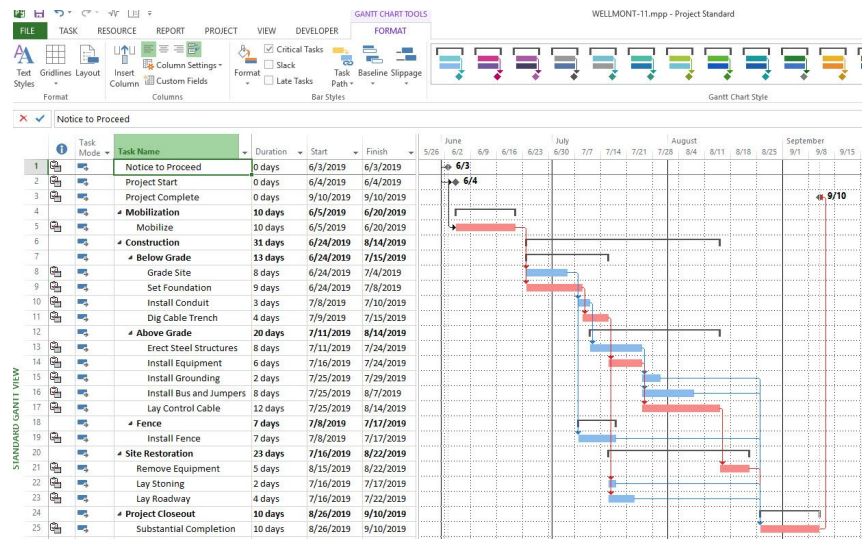 GANTT CHART TOOLS
WELLMONT-11.mpp - Project Standard
FILE TASK RESOURCE REPORT PROJECT VIEW DEVELOPER FORMAT
Text Styles
Gridlines
Layout
Format
Insert Column
Column Settings
Custom Fields
Columns
Format
Critical Tasks
Slack
Late Tasks
Task Path
Baseline
Slippage
Bar Styles
Gantt Chart Style
Notice to Proceed
Task Mode Task Name Duration Start Finish
June July August September
5/26 6/2 6/9 6/16 6/23 6/30 7/7 7/14 7/21 7/28 8/4 8/11 8/18 8/25 9/1 9/8 9/15
1 Notice to Proceed 0 days 6/3/2019 6/3/2019 6/3
2 Project Start 0 days 6/4/2019 6/4/2019 6/4
3 Project Complete 0 days 9/10/2019 9/10/2019 9/10
4 Mobilization 10 days 6/5/2019 6/20/2019
5 Mobilize 10 days 6/5/2019 6/20/2019
6 Construction 31 days 6/24/2019 8/14/2019
7 Below Grade 13 days 6/24/2019 7/15/2019
8 Grade Site 8 days 6/24/2019 7/4/2019
9 Set Foundation 9 days 6/24/2019 7/8/2019
10 Install Conduit 3 days 7/8/2019 7/10/2019
11 Dig Cable Trench 4 days 7/9/2019 7/15/2019
12 Above Grade 20 days 7/11/2019 8/14/2019
13 Erect Steel Structures 8 days 7/11/2019 7/24/2019
14 Install Equipment 6 days 7/16/2019 7/24/2019
15 Install Grounding 2 days 7/25/2019 7/29/2019
16 Install Bus and Jumpers 8 days 7/25/2019 8/7/2019
17 Lay Control Cable 12 days 7/25/2019 8/14/2019
18 Fence 7 days 7/8/2019 7/17/2019
19 Install Fence 7 days 7/8/2019 7/17/2019
20 Site Restoration 23 days 7/16/2019 8/22/2019
21 Remove Equipment 5 days 8/15/2019 8/22/2019
22 Lay Stoning 2 days 7/16/2019 7/17/2019
23 Lay Roadway 4 days 7/16/2019 7/22/2019
24 Project Closeout 10 days 8/26/2019 9/10/2019
25 Substantial Completion 10 days 8/26/2019 9/10/2019
STANDARD GANTT VIEW